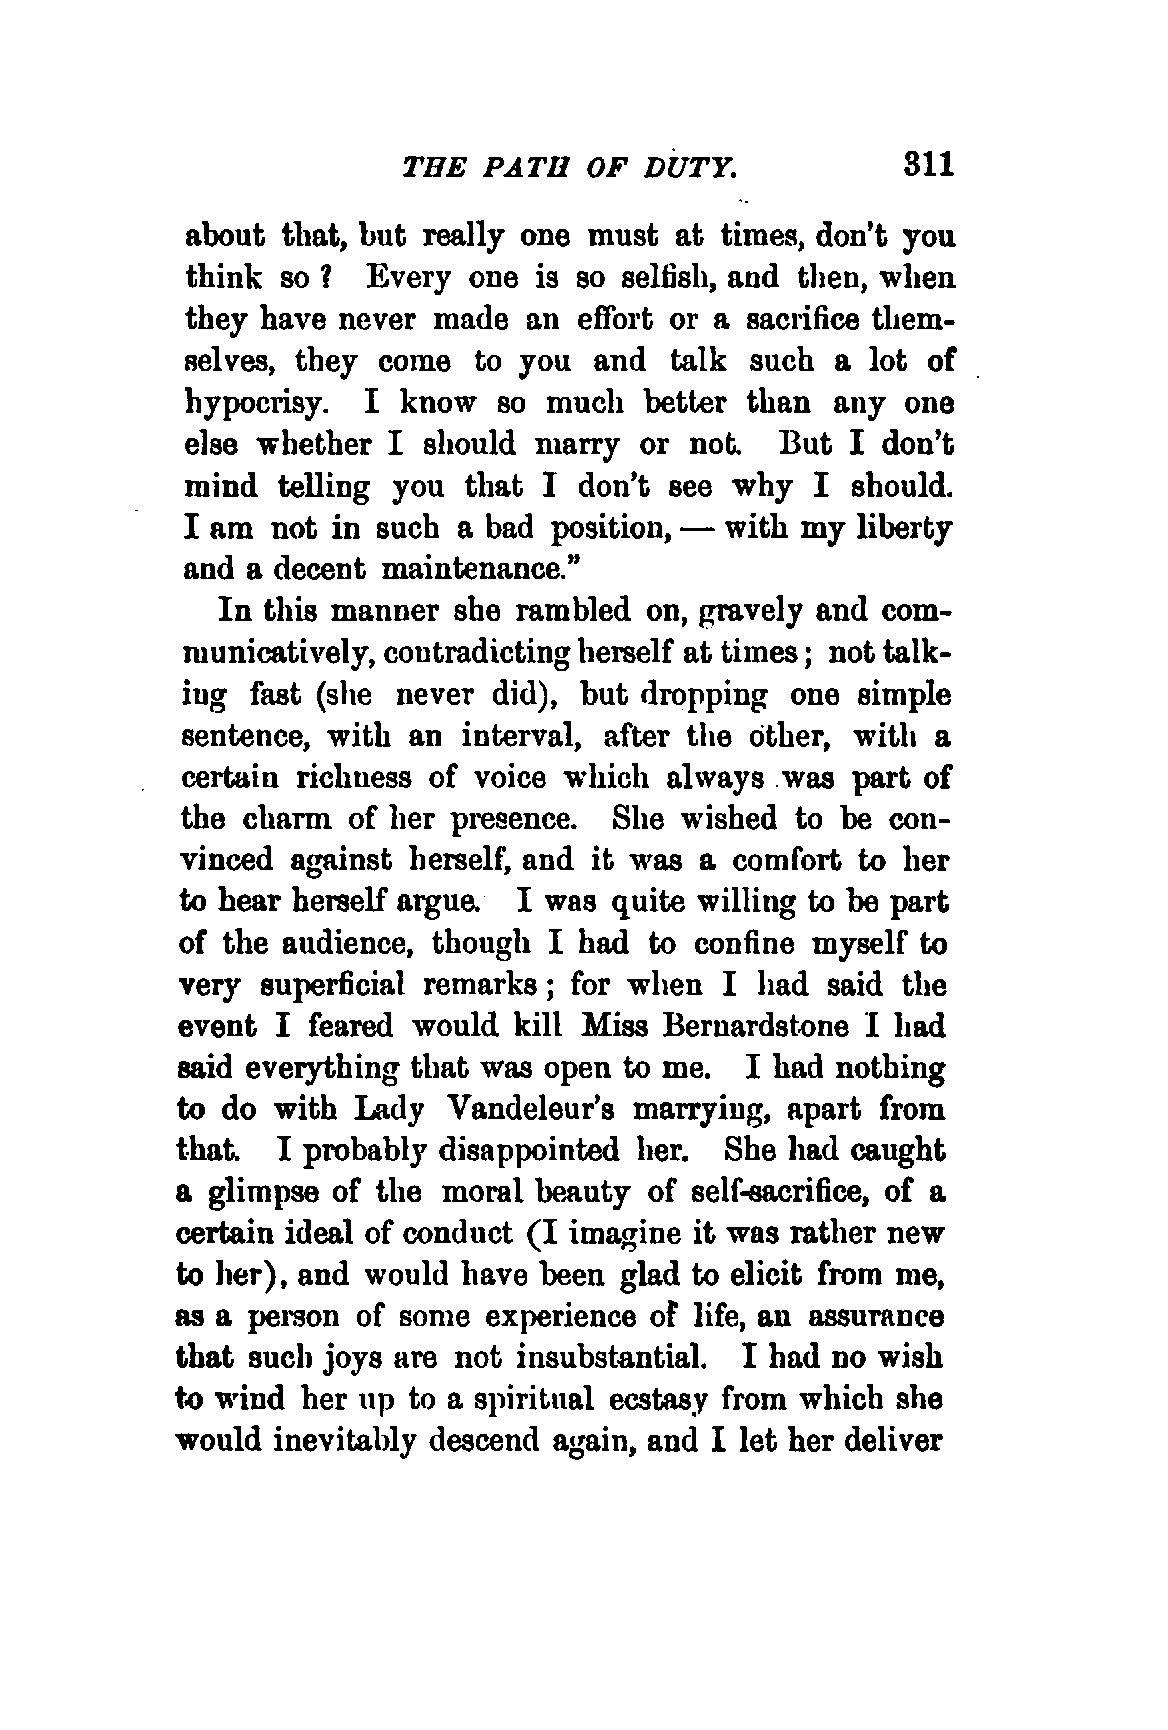 THE PATH OF DUTY. 311
about that, but really one must at times, don't you
think so? Every one is so selfish, and then, when
they have never made an effort or a sacrifice them-
selves, they come to you and talk such a lot of
hypocrisy. I know so much better than any one
else whether I should marry or not. But I don't
mind telling you that I don't see why I should.
I am not in such a bad position, — with my liberty
and a decent maintenance."
In this manner she rambled on, gravely and com-
municatively, contradicting herself at times; not talk-
ing fast (she never did), but dropping one simple
sentence, with an interval, after the other, with a
certain richness of voice which always was part of
the charm of her presence. She wished to be con-
vinced against herself, and it was a comfort to her
to hear herself argue. I was quite willing to be part
of the audience, though I had to confine myself to
very superficial remarks; for when I had said the
event I feared would kill Miss Bernardstone I had
said everything that was open to me. I had nothing
to do with Lady Vandeleur's marrying, apart from
that. I probably disappointed her. She had caught
a glimpse of the moral beauty of self-sacrifice, of a
certain ideal of conduct (I imagine it was rather new
to her), and would have been glad to elicit from me,
as a person of some experience of life, an assurance
that such joys are not insubstantial. I had no wish
to wind her up to a spiritual ecstasy from which she
would inevitably descend again, and I let her deliver